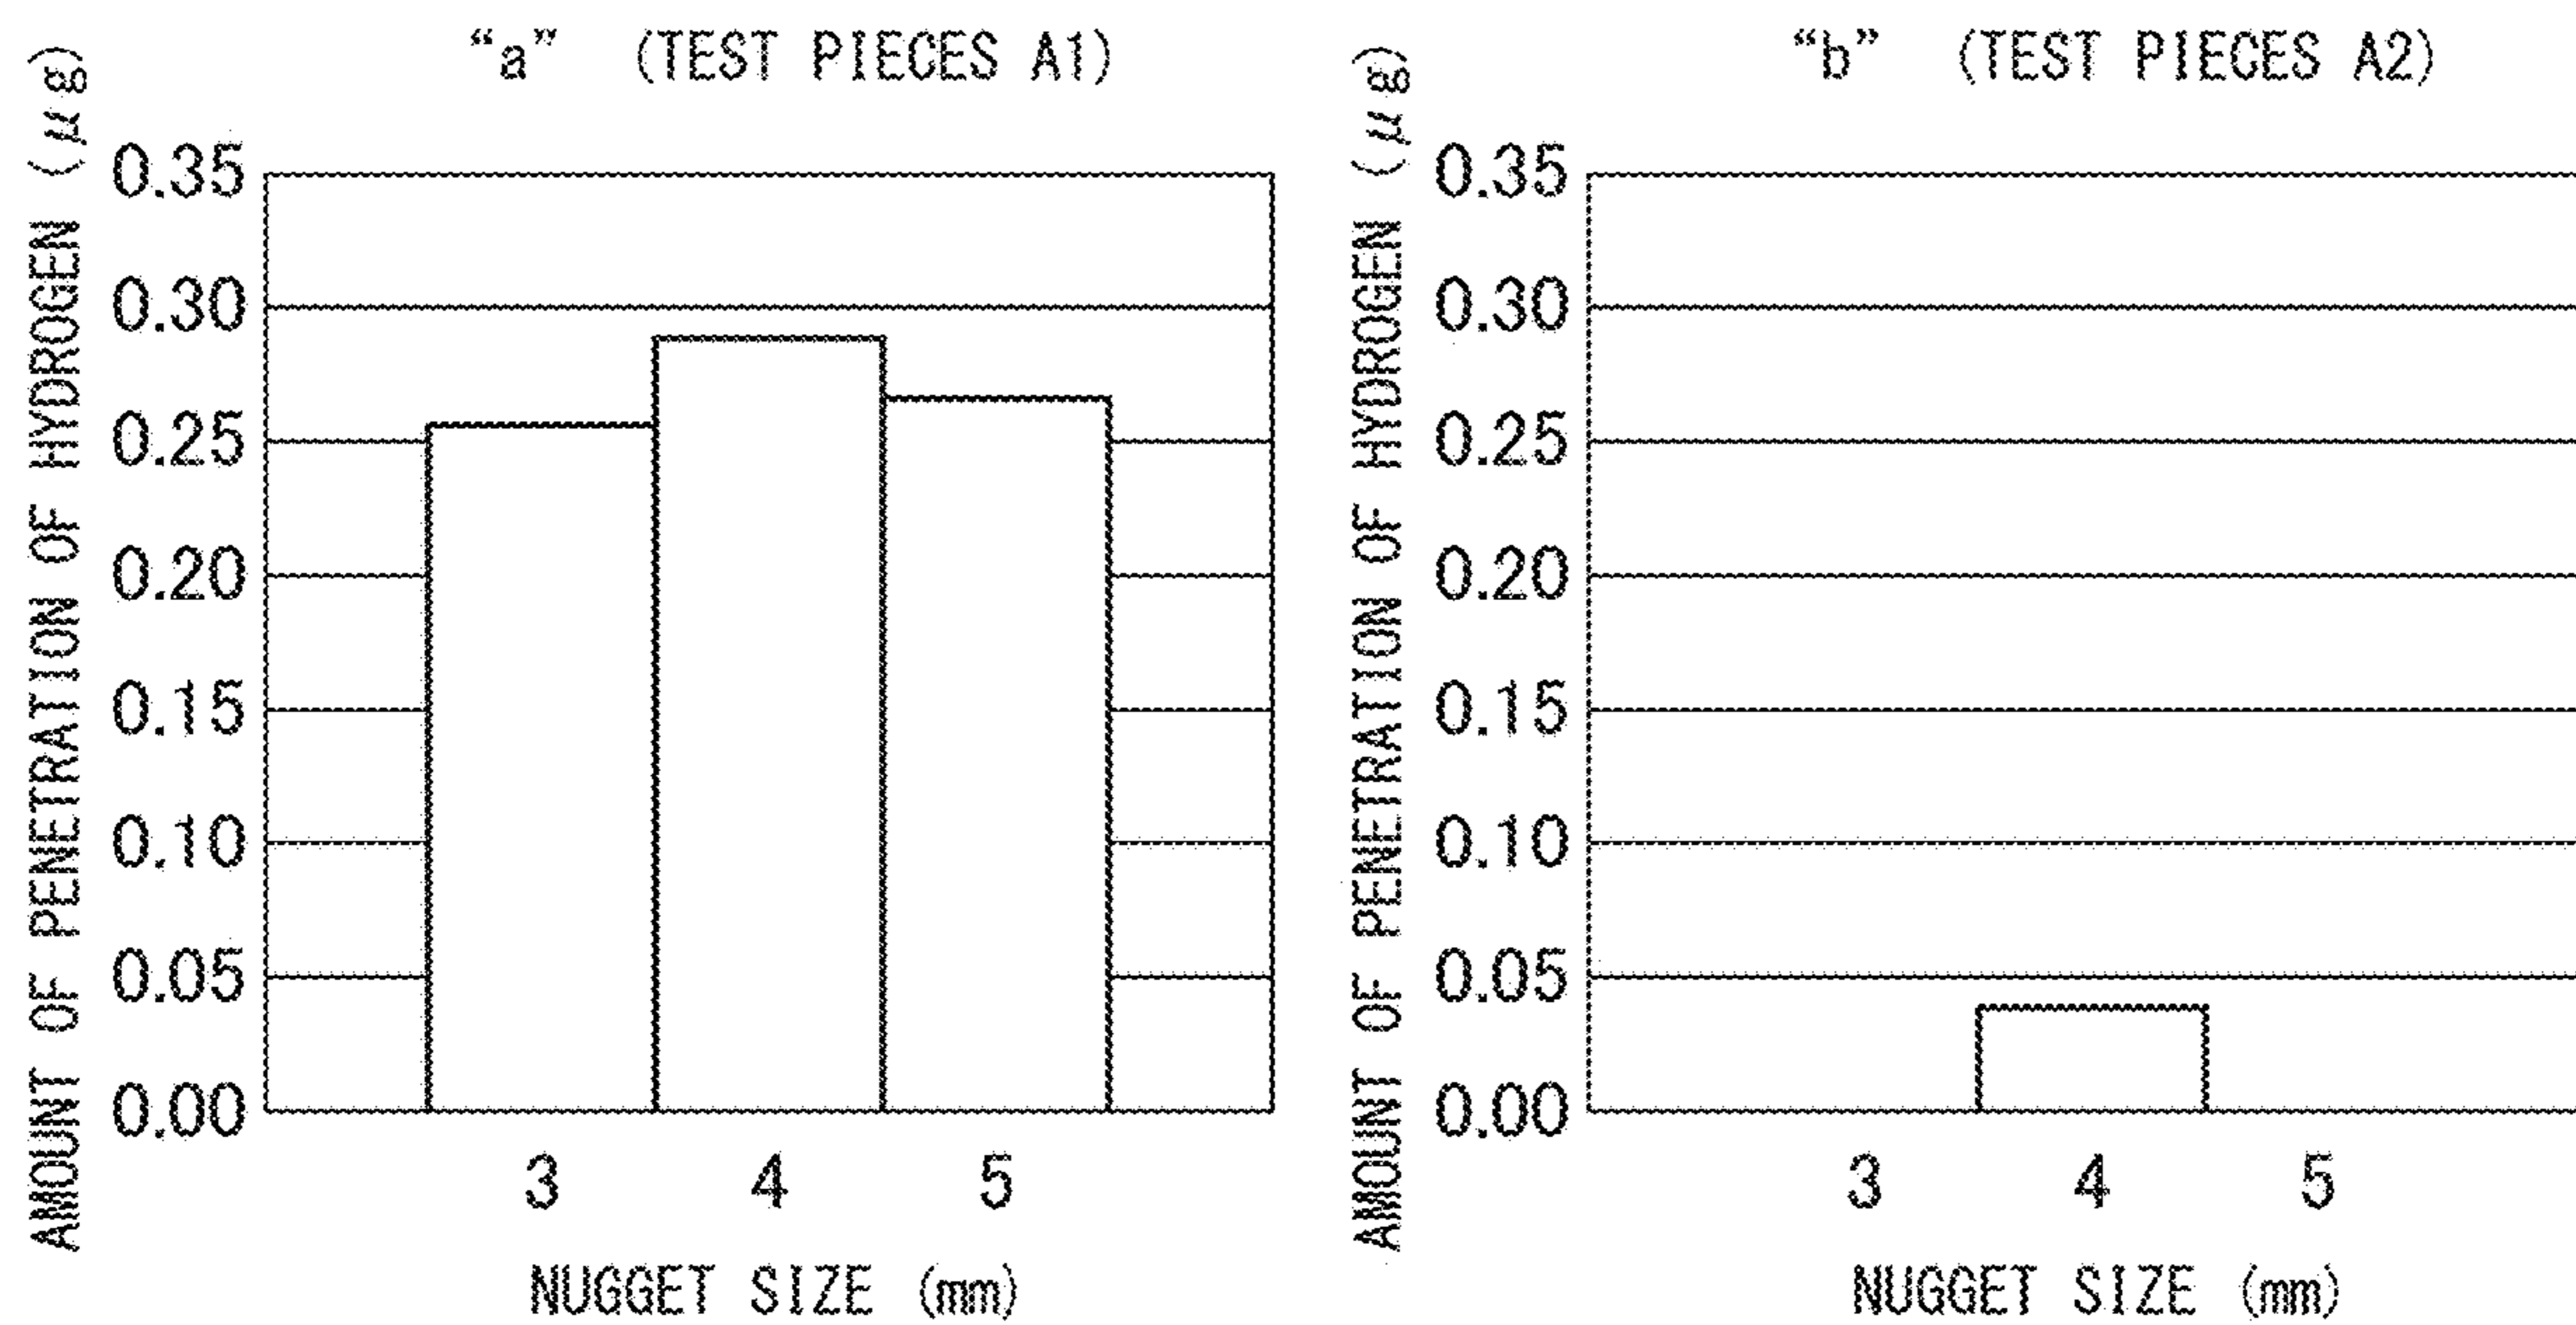 “a” (TEST PIECES A1)
AMOUNT OF PENETRATION OF HYDROGEN (μg)
0.35
0.30
0.25
0.20
0.15
0.10
0.05
0.00
3 4 5
NUGGET SIZE (mm)
“b” (TEST PIECES A2)
AMOUNT OF PENETRATION OF HYDROGEN (μg)
0.35
0.30
0.25
0.20
0.15
0.10
0.05
0.00
3 4 5
NUGGET SIZE (mm)